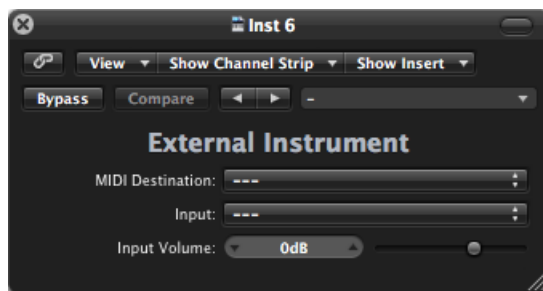 Inst 6
View Show Channel Strip Show Insert
Bypass Compare -
External Instrument
MIDI Destination: ---
Input: ---
Input Volume: 0dB